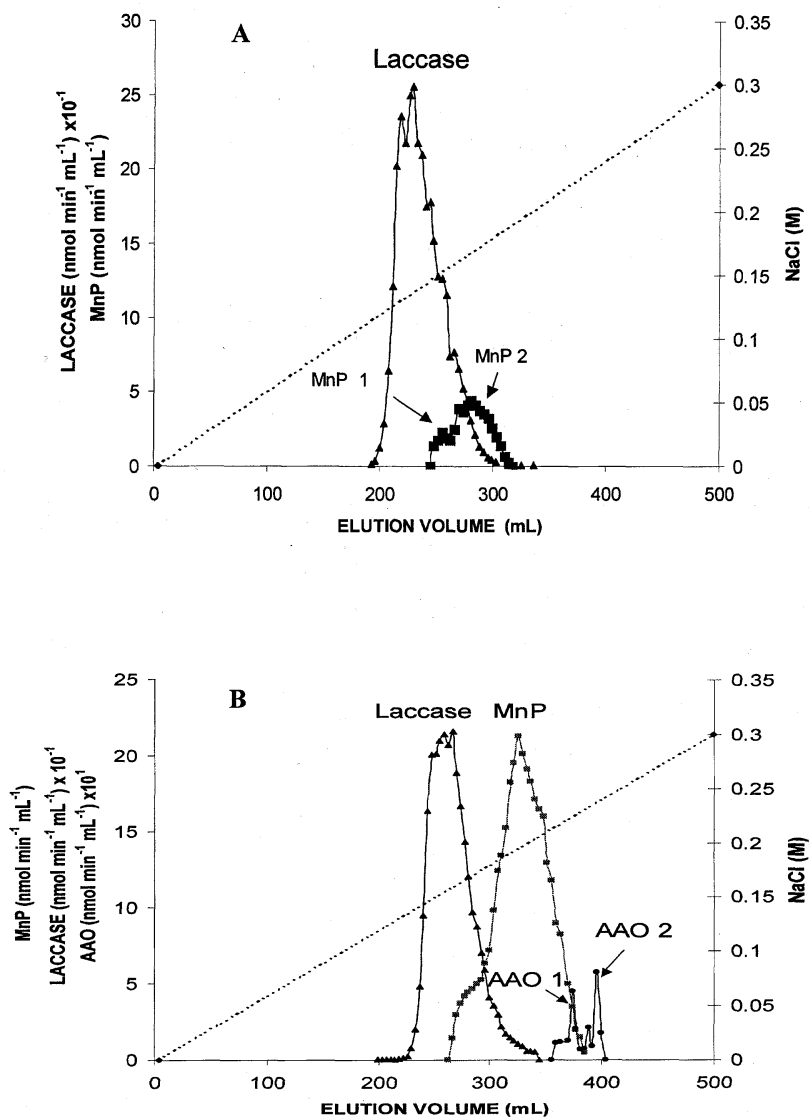 A
Laccase
30
25
20
15
10
5
0
LACCASE (nmol min⁻¹ mL⁻¹) x10⁻¹
MnP (nmol min⁻¹ mL⁻¹)
MnP 1
MnP 2
0.35
0.3
0.25
0.2
0.15
0.1
0.05
0
NaCl (M)
0 100 200 300 400 500
ELUTION VOLUME (mL)
B
Laccase MnP
25
20
15
10
5
0
MnP (nmol min⁻¹ mL⁻¹)
LACCASE (nmol min⁻¹ mL⁻¹) x 10⁻¹
AAO (nmol min⁻¹ mL⁻¹) x10¹
AAO 1
AAO 2
0.35
0.3
0.25
0.2
0.15
0.1
0.05
0
NaCl (M)
0 100 200 300 400 500
ELUTION VOLUME (mL)